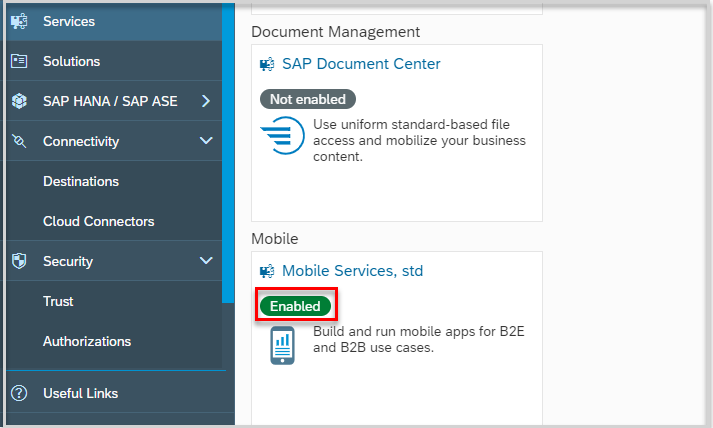 Services
Solutions
SAP HANA / SAP ASE
Connectivity
Destinations
Cloud Connectors
Security
Trust
Authorizations
Useful Links
Document Management
SAP Document Center
Not enabled
Use uniform standard-based file
access and mobilize your business
content.
Mobile
Mobile Services, std
Enabled
Build and run mobile apps for B2E
and B2B use cases.